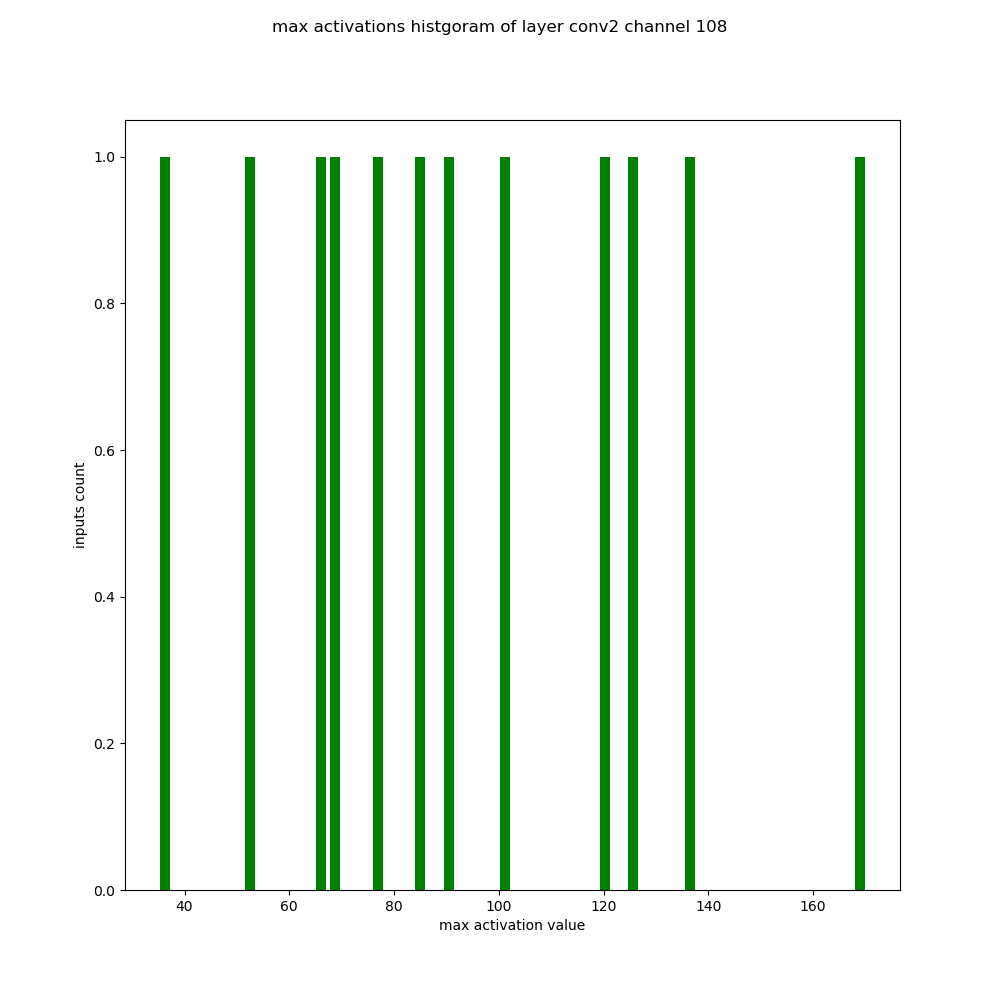 max activations histgoram of layer conv2 channel 108
1.0
0.8
0.6
0.4
0.2
0.0
inputs count
40 60 80 100 120 140 160
max activation value